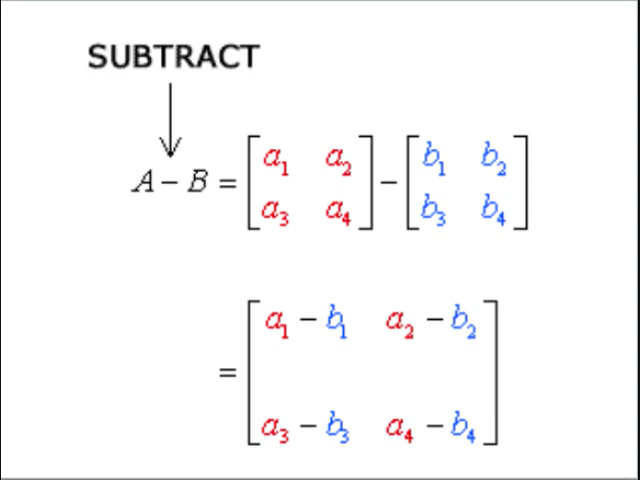 SUBTRACT
A − B = [a₁ a₂ a₃ a₄] − [b₁ b₂ b₃ b₄]
= [a₁ − b₁ a₂ − b₂
a₃ − b₃ a₄ − b₄]